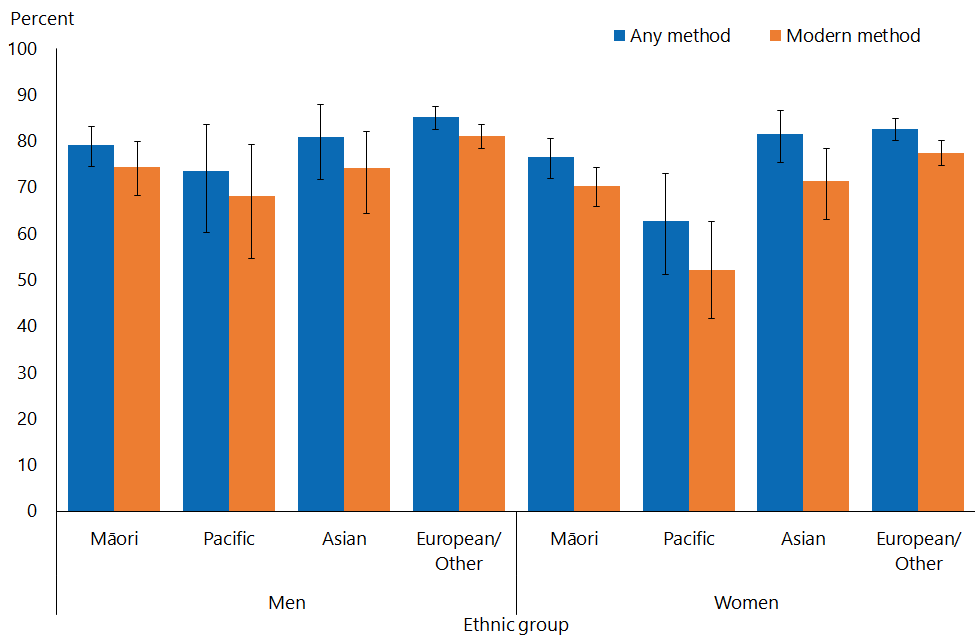 Percent
Any method
Modern method
100
90
80
70
60
50
40
30
20
10
0
Māori
Pacific
Asian
European/
Other
Māori
Pacific
Asian
European/
Other
Men
Women
Ethnic group